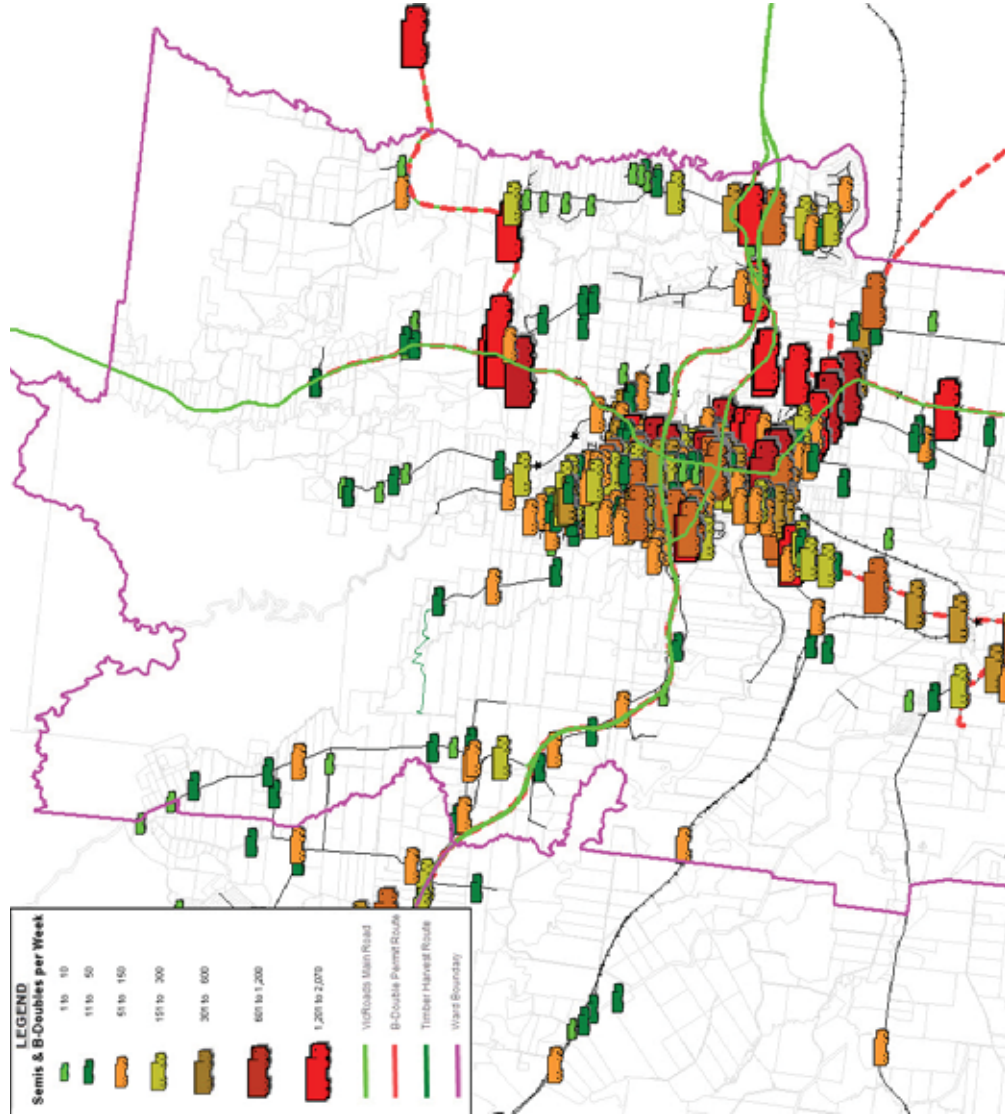 LEGEND
Semis & B-Doubles per Week
1 to 10
11 to 50
51 to 150
151 to 300
301 to 600
601 to 1,200
1,201 to 2,070
VicRoads Main Road
B-Double Permit Route
Timber Harvest Route
Ward Boundary